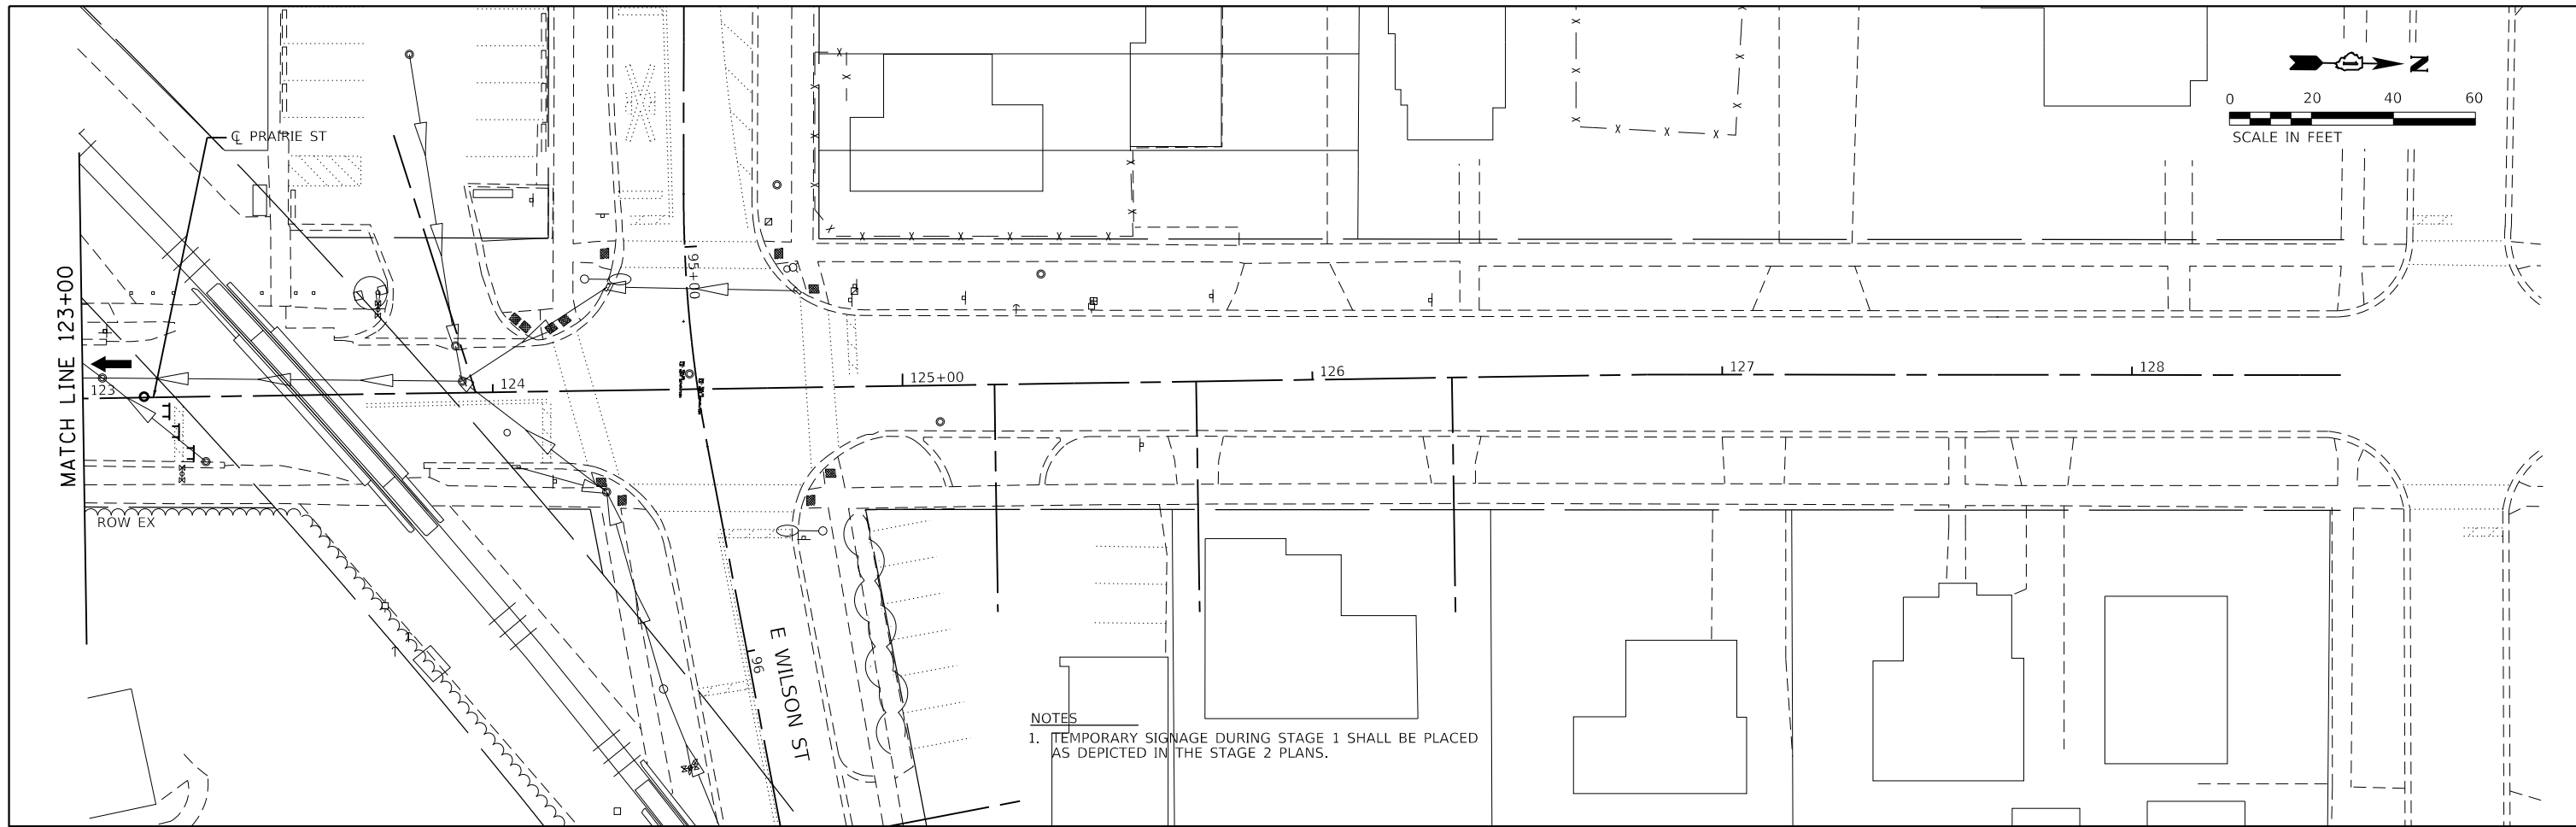 ℄ PRAIRIE ST
N
0 20 40 60
SCALE IN FEET
MATCH LINE 123+00
95+00
123
124
125+00
126
127
128
ROW EX
E WILSON ST
96
NOTES
1. TEMPORARY SIGNAGE DURING STAGE 1 SHALL BE PLACED
AS DEPICTED IN THE STAGE 2 PLANS.